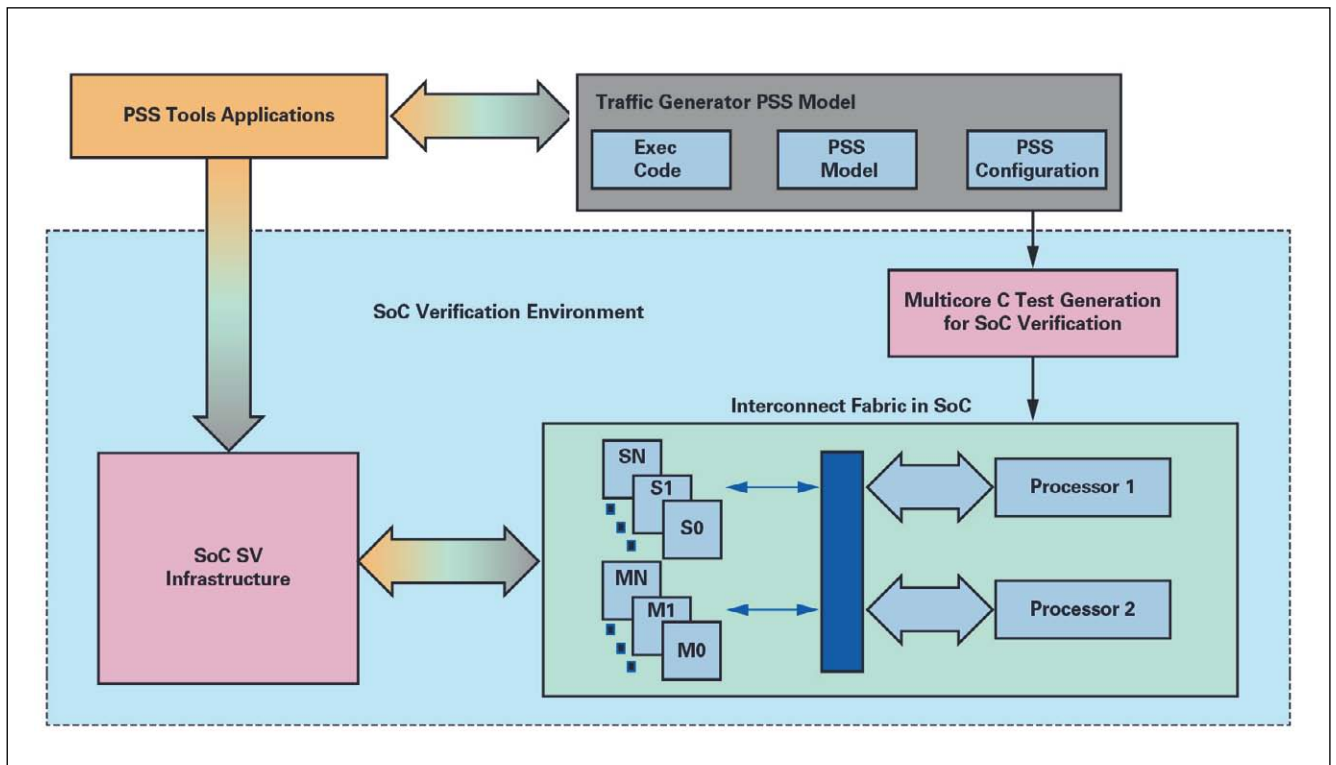 PSS Tools Applications
Traffic Generator PSS Model
Exec
Code
PSS
Model
PSS
Configuration
SoC Verification Environment
Multicore C Test Generation
for SoC Verification
Interconnect Fabric in SoC
SN
S1
S0
Processor 1
SoC SV
Infrastructure
MN
M1
M0
Processor 2